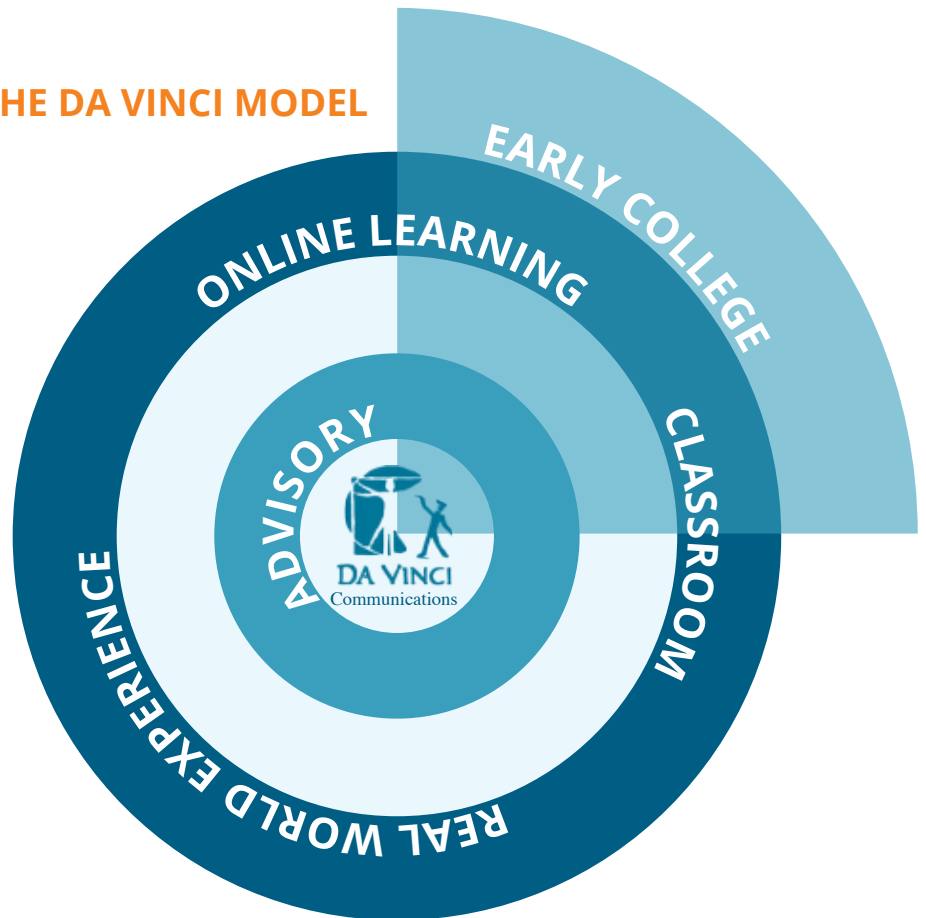 HE DA VINCI MODEL
EARLY COLLEGE
ONLINE LEARNING
CLASSROOM
ADVISORY
DA VINCI
Communications
REAL WORLD EXPERIENCE